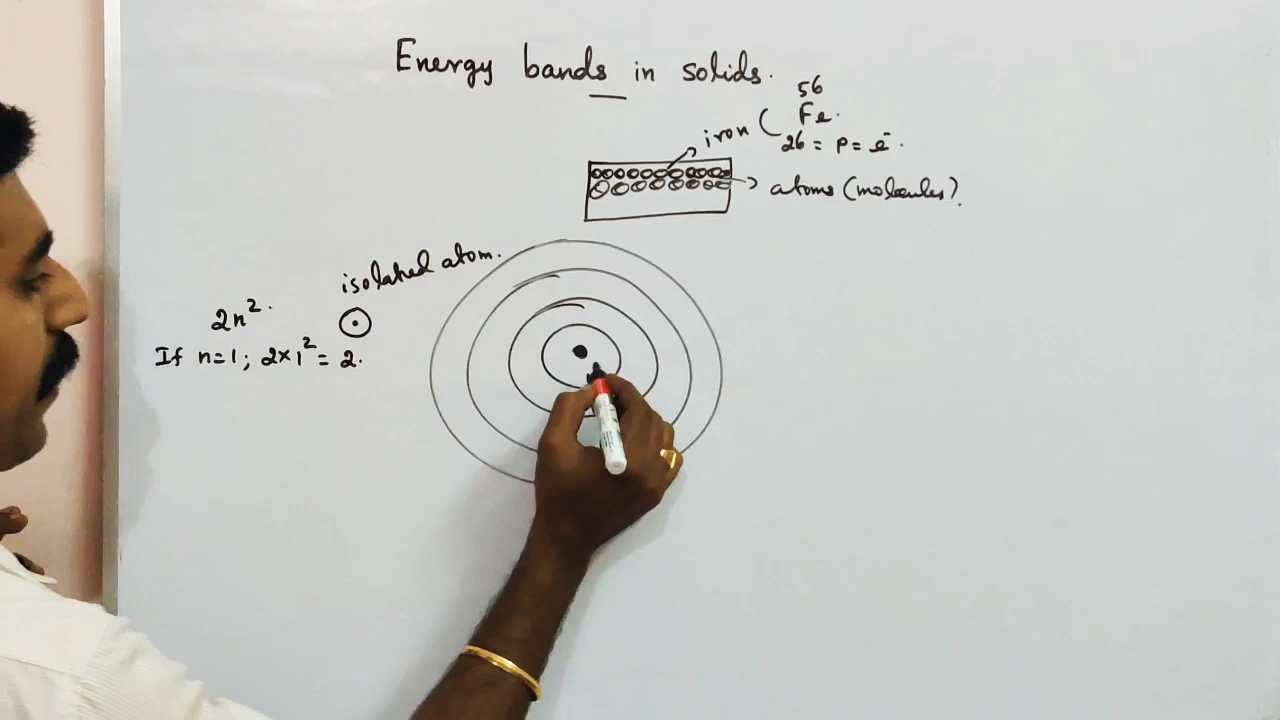 Energy bands in solids.
56
iron ( Fe.
26 = P = e⁻.
atoms (molecules).
isolated atom.
2n².
If n=1; 2×1² = 2.